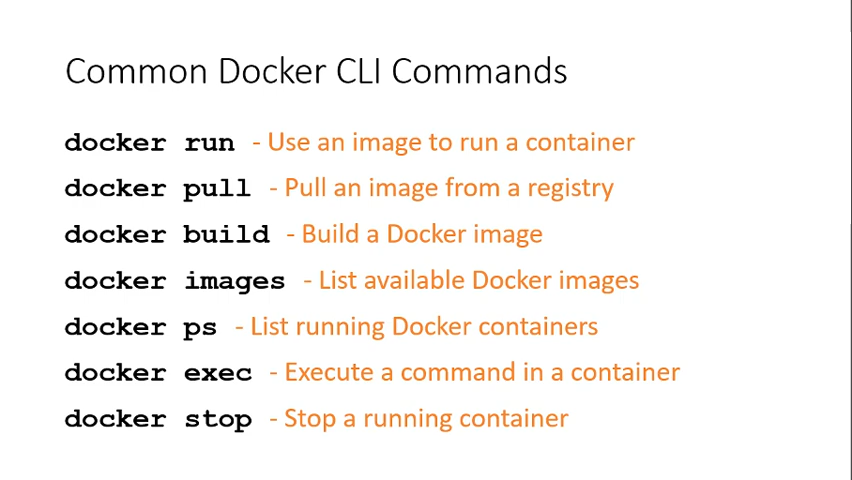 Common Docker CLI Commands
docker run - Use an image to run a container
docker pull - Pull an image from a registry
docker build - Build a Docker image
docker images - List available Docker images
docker ps - List running Docker containers
docker exec - Execute a command in a container
docker stop - Stop a running container